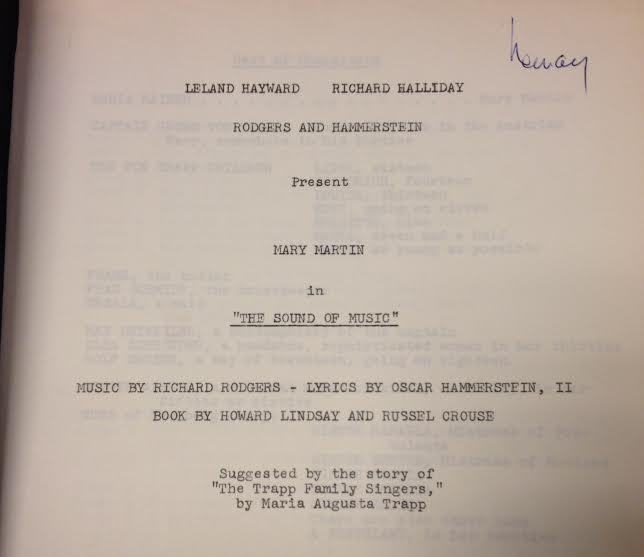 LELAND HAYWARD RICHARD HALLIDAY
RODGERS AND HAMMERSTEIN
Present
MARY MARTIN
in
"THE SOUND OF MUSIC"
MUSIC BY RICHARD RODGERS - LYRICS BY OSCAR HAMMERSTEIN, II
BOOK BY HOWARD LINDSAY AND RUSSEL CROUSE
Suggested by the story of
"The Trapp Family Singers,"
by Maria Augusta Trapp